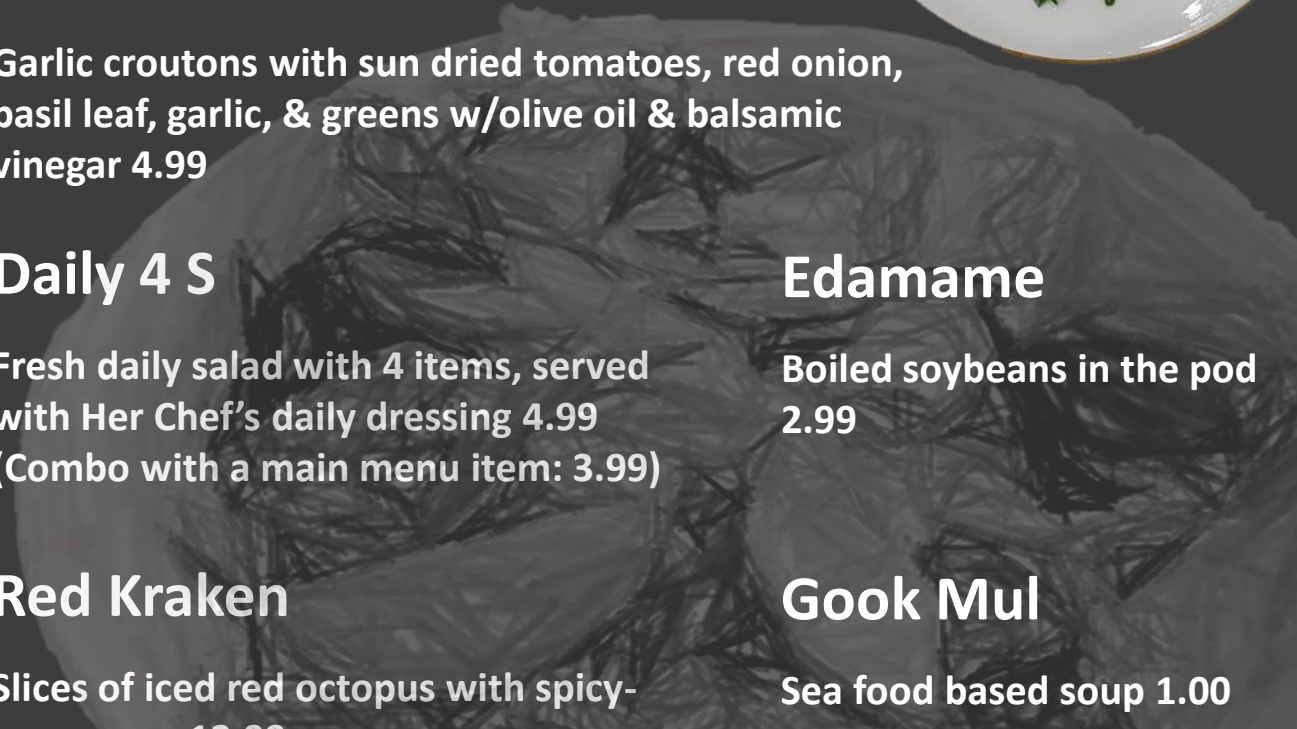 Garlic croutons with sun dried tomatoes, red onion,
basil leaf, garlic, & greens w/olive oil & balsamic
vinegar 4.99
Daily 4 S
Fresh daily salad with 4 items, served
with Her Chef’s daily dressing 4.99
(Combo with a main menu item: 3.99)
Red Kraken
Slices of iced red octopus with spicy-
Edamame
Boiled soybeans in the pod
2.99
Gook Mul
Sea food based soup 1.00